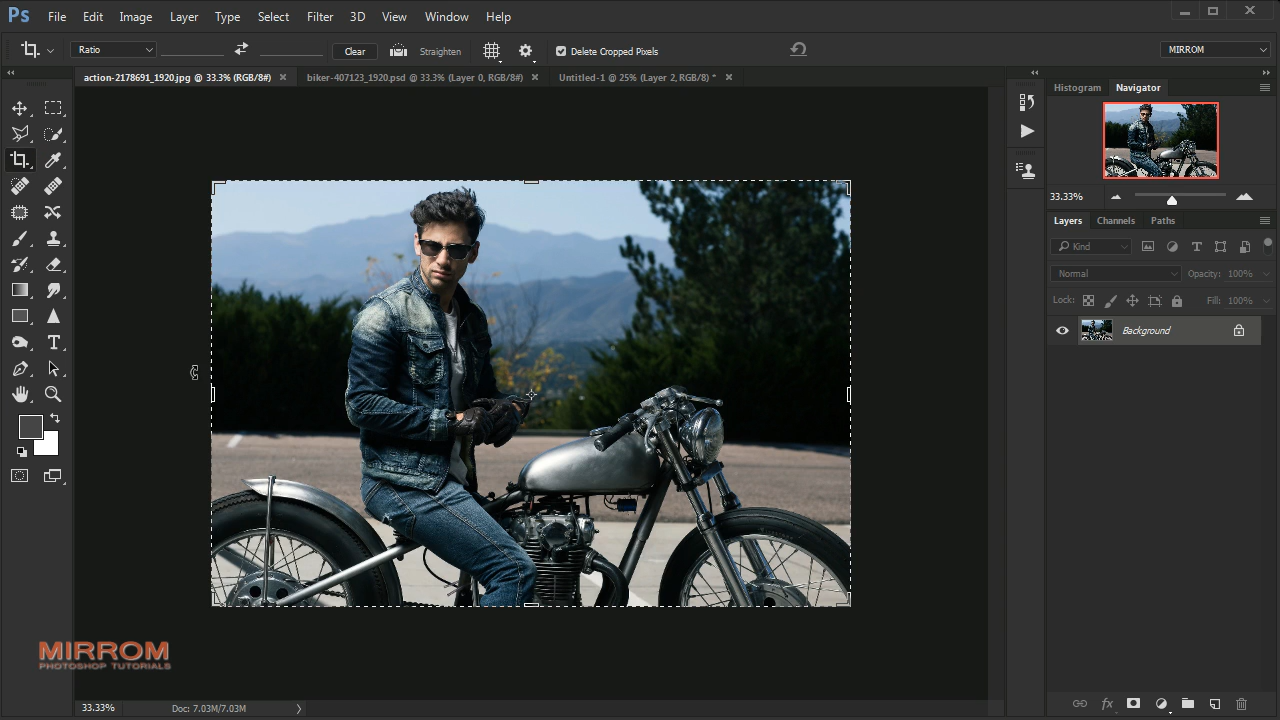 Ps File Edit Image Layer Type Select Filter 3D View Window Help
Ratio Clear Straighten Delete Cropped Pixels MIRROM
action-2178691_1920.jpg @ 33.3% (RGB/8#) biker-407123_1920.psd @ 33.3% (Layer 0, RGB/8#) Untitled-1 @ 25% (Layer 2, RGB/8) *
Histogram Navigator
33.33%
Layers Channels Paths
Kind
Normal Opacity: 100%
Lock: Fill: 100%
Background
MIRROM
PHOTOSHOP TUTORIALS
33.33% Doc: 7.03M/7.03M
fx